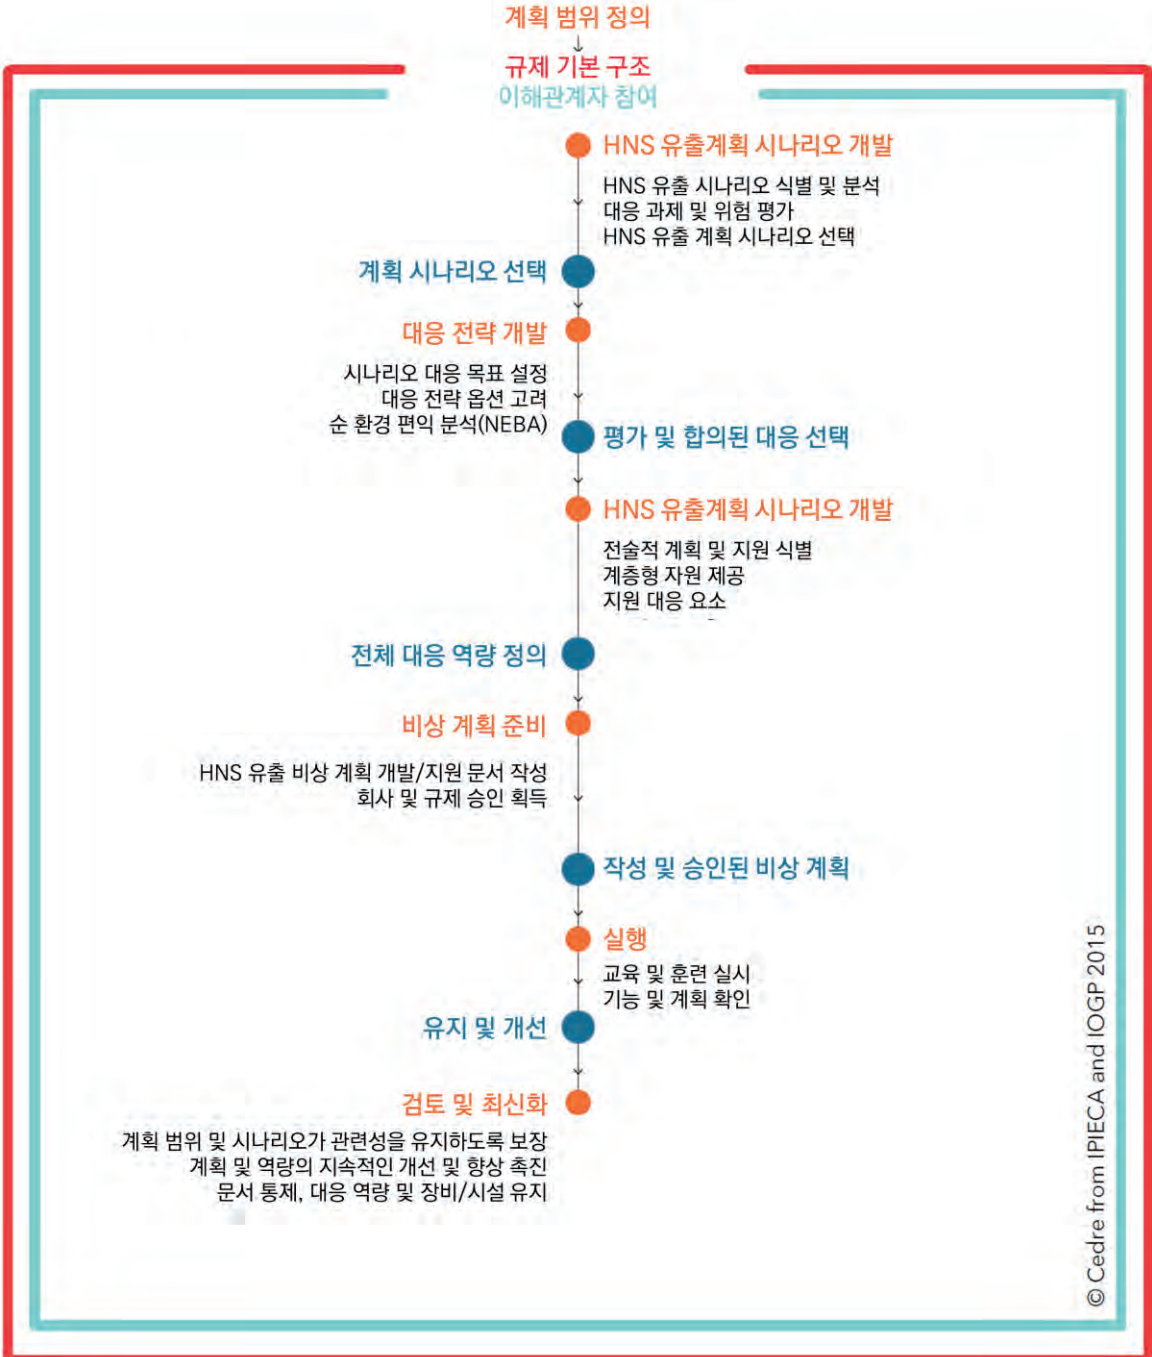 계획 범위 정의
규제 기본 구조
이해관계자 참여
HNS 유출계획 시나리오 개발
HNS 유출 시나리오 식별 및 분석
대응 과제 및 위험 평가
HNS 유출 계획 시나리오 선택
계획 시나리오 선택
대응 전략 개발
시나리오 대응 목표 설정
대응 전략 옵션 고려
순 환경 편익 분석(NEBA)
평가 및 합의된 대응 선택
HNS 유출계획 시나리오 개발
전술적 계획 및 지원 식별
계층형 자원 제공
지원 대응 요소
전체 대응 역량 정의
비상 계획 준비
HNS 유출 비상 계획 개발/지원 문서 작성
회사 및 규제 승인 획득
작성 및 승인된 비상 계획
실행
교육 및 훈련 실시
기능 및 계획 확인
유지 및 개선
검토 및 최신화
계획 범위 및 시나리오가 관련성을 유지하도록 보장
계획 및 역량의 지속적인 개선 및 향상 촉진
문서 통제, 대응 역량 및 장비/시설 유지
© Cedre from IPIECA and IOGP 2015